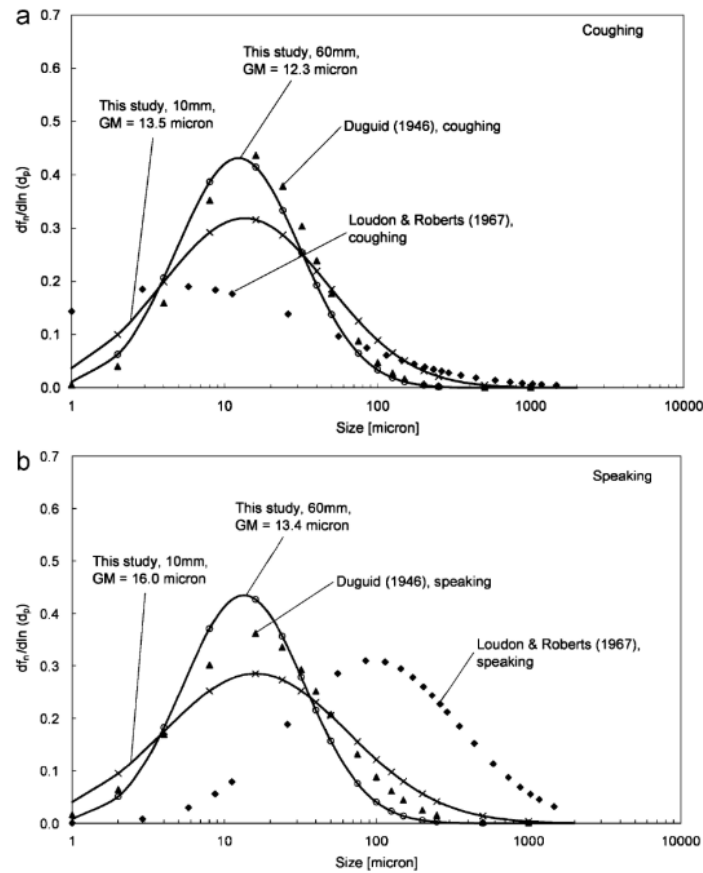 a
0.7
0.6
0.5
0.4
0.3
0.2
0.1
0.0
df_n/dln (d_p)
Coughing
This study, 60mm,
GM = 12.3 micron
This study, 10mm,
GM = 13.5 micron
Duguid (1946), coughing
Loudon & Roberts (1967),
coughing
1 10 100 1000 10000
Size [micron]
b
0.7
0.6
0.5
0.4
0.3
0.2
0.1
0.0
df_n/dln (d_p)
Speaking
This study, 60mm,
GM = 13.4 micron
This study, 10mm,
GM = 16.0 micron
Duguid (1946), speaking
Loudon & Roberts (1967),
speaking
1 10 100 1000 10000
Size [micron]